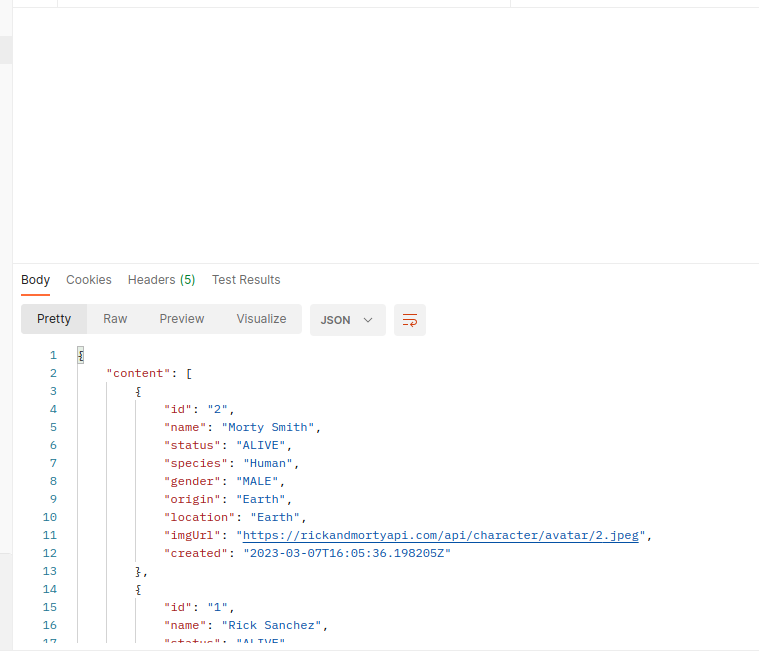 Body Cookies Headers (5) Test Results
Pretty Raw Preview Visualize JSON
1 {
2 "content": [
3 {
4 "id": "2",
5 "name": "Morty Smith",
6 "status": "ALIVE",
7 "species": "Human",
8 "gender": "MALE",
9 "origin": "Earth",
10 "location": "Earth",
11 "imgUrl": "https://rickandmortyapi.com/api/character/avatar/2.jpeg",
12 "created": "2023-03-07T16:05:36.198205Z"
13 },
14 {
15 "id": "1",
16 "name": "Rick Sanchez",
17 "status": "ALIVE"